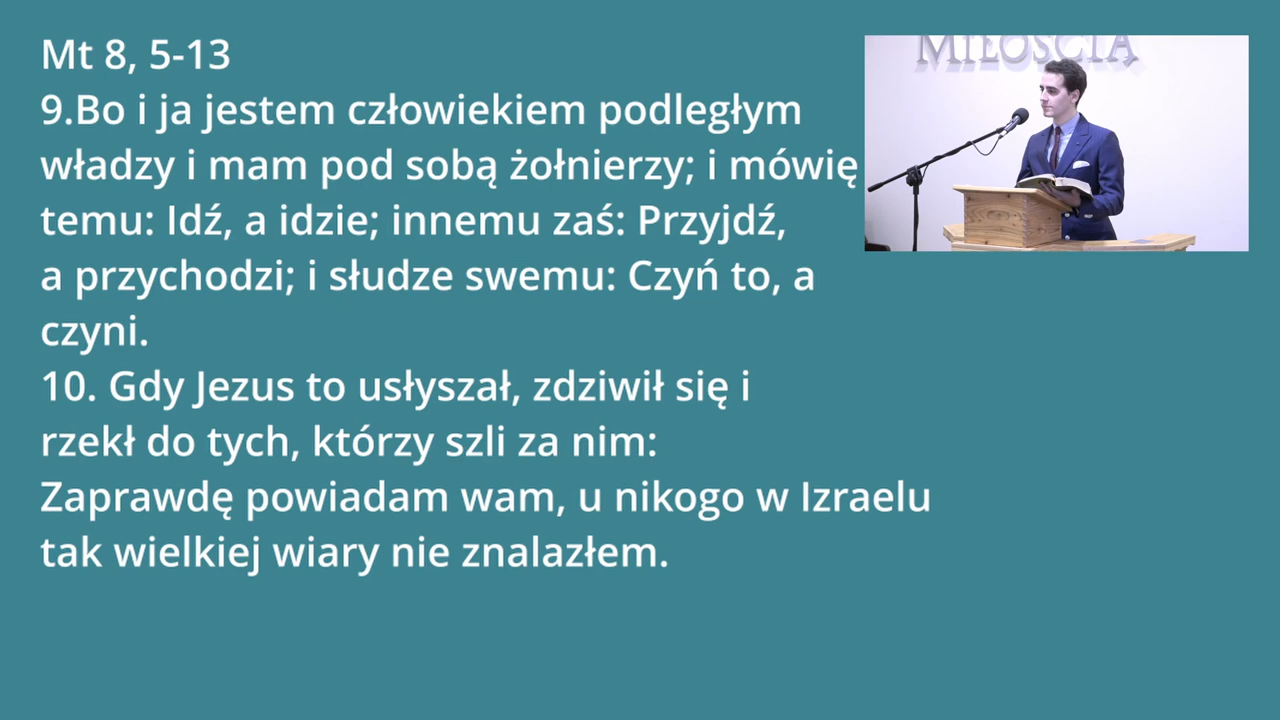 Mt 8, 5-13
9.Bo i ja jestem człowiekiem podległym
władzy i mam pod sobą żołnierzy; i mówię
temu: Idź, a idzie; innemu zaś: Przyjdź,
a przychodzi; i słudze swemu: Czyń to, a
czyni.
10. Gdy Jezus to usłyszał, zdziwił się i
rzekł do tych, którzy szli za nim:
Zaprawdę powiadam wam, u nikogo w Izraelu
tak wielkiej wiary nie znalazłem.
MIŁOŚCIĄ